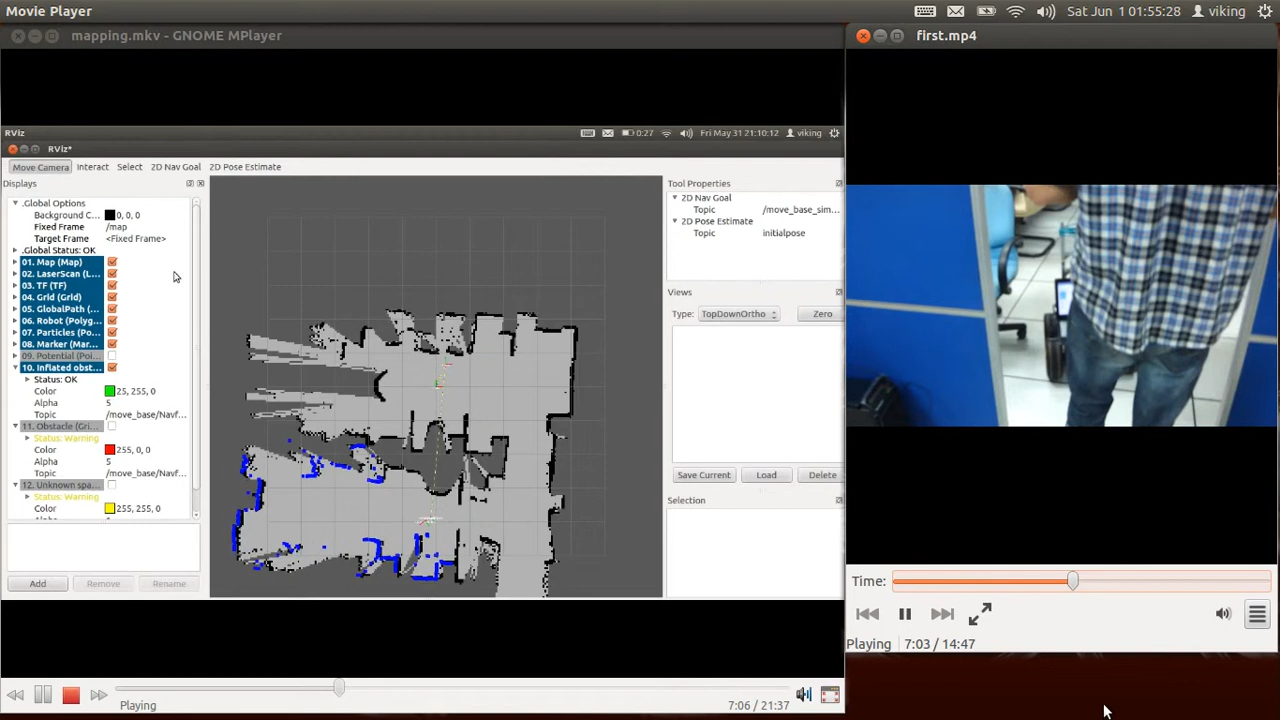 Movie Player
Sat Jun 1 01:55:28
viking
mapping.mkv - GNOME MPlayer
first.mp4
RViz
0:27
Fri May 31 21:10:12
viking
RViz*
Move Camera
Interact
Select
2D Nav Goal
2D Pose Estimate
Displays
.Global Options
Background C... 0, 0, 0
Fixed Frame /map
Target Frame <Fixed Frame>
.Global Status: OK
01. Map (Map)
02. LaserScan (L...
03. TF (TF)
04. Grid (Grid)
05. GlobalPath (...
06. Robot (Polyg...
07. Particles (Po...
08. Marker (Mar...
09. Potential (Poi...
10. Inflated obst...
Status: OK
Color 25, 255, 0
Alpha 5
Topic /move_base/Navf...
11. Obstacle (Gri...
Status: Warning
Color 255, 0, 0
Alpha 5
Topic /move_base/Navf...
12. Unknown spa...
Status: Warning
Color 255, 255, 0
Add
Remove
Rename
Tool Properties
2D Nav Goal
Topic /move_base_sim...
2D Pose Estimate
Topic initialpose
Views
Type: TopDownOrtho
Zero
Save Current
Load
Delete
Selection
Time:
Playing 7:03 / 14:47
Playing
7:06 / 21:37